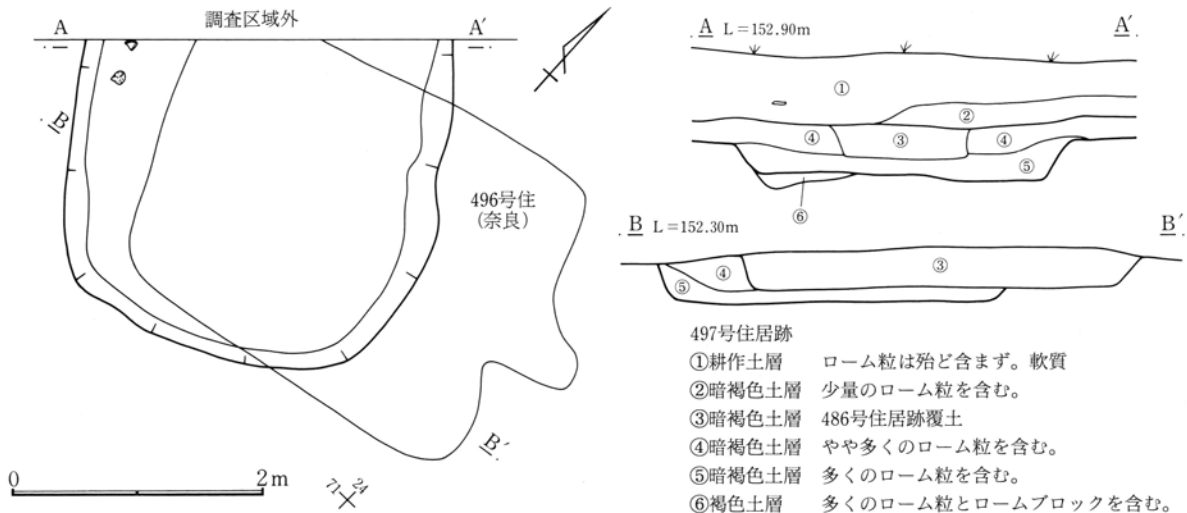 調査区域外
A A′
B
496号住
(奈良)
B′
0 2m
71 24
A L=152.90m A′
①
②
④ ③ ④
⑤
⑥
B L=152.30m B′
④ ③
⑤
497号住居跡
①耕作土層 ローム粒は殆ど含まず。軟質
②暗褐色土層 少量のローム粒を含む。
③暗褐色土層 486号住居跡覆土
④暗褐色土層 やや多くのローム粒を含む。
⑤暗褐色土層 多くのローム粒を含む。
⑥褐色土層 多くのローム粒とロームブロックを含む。